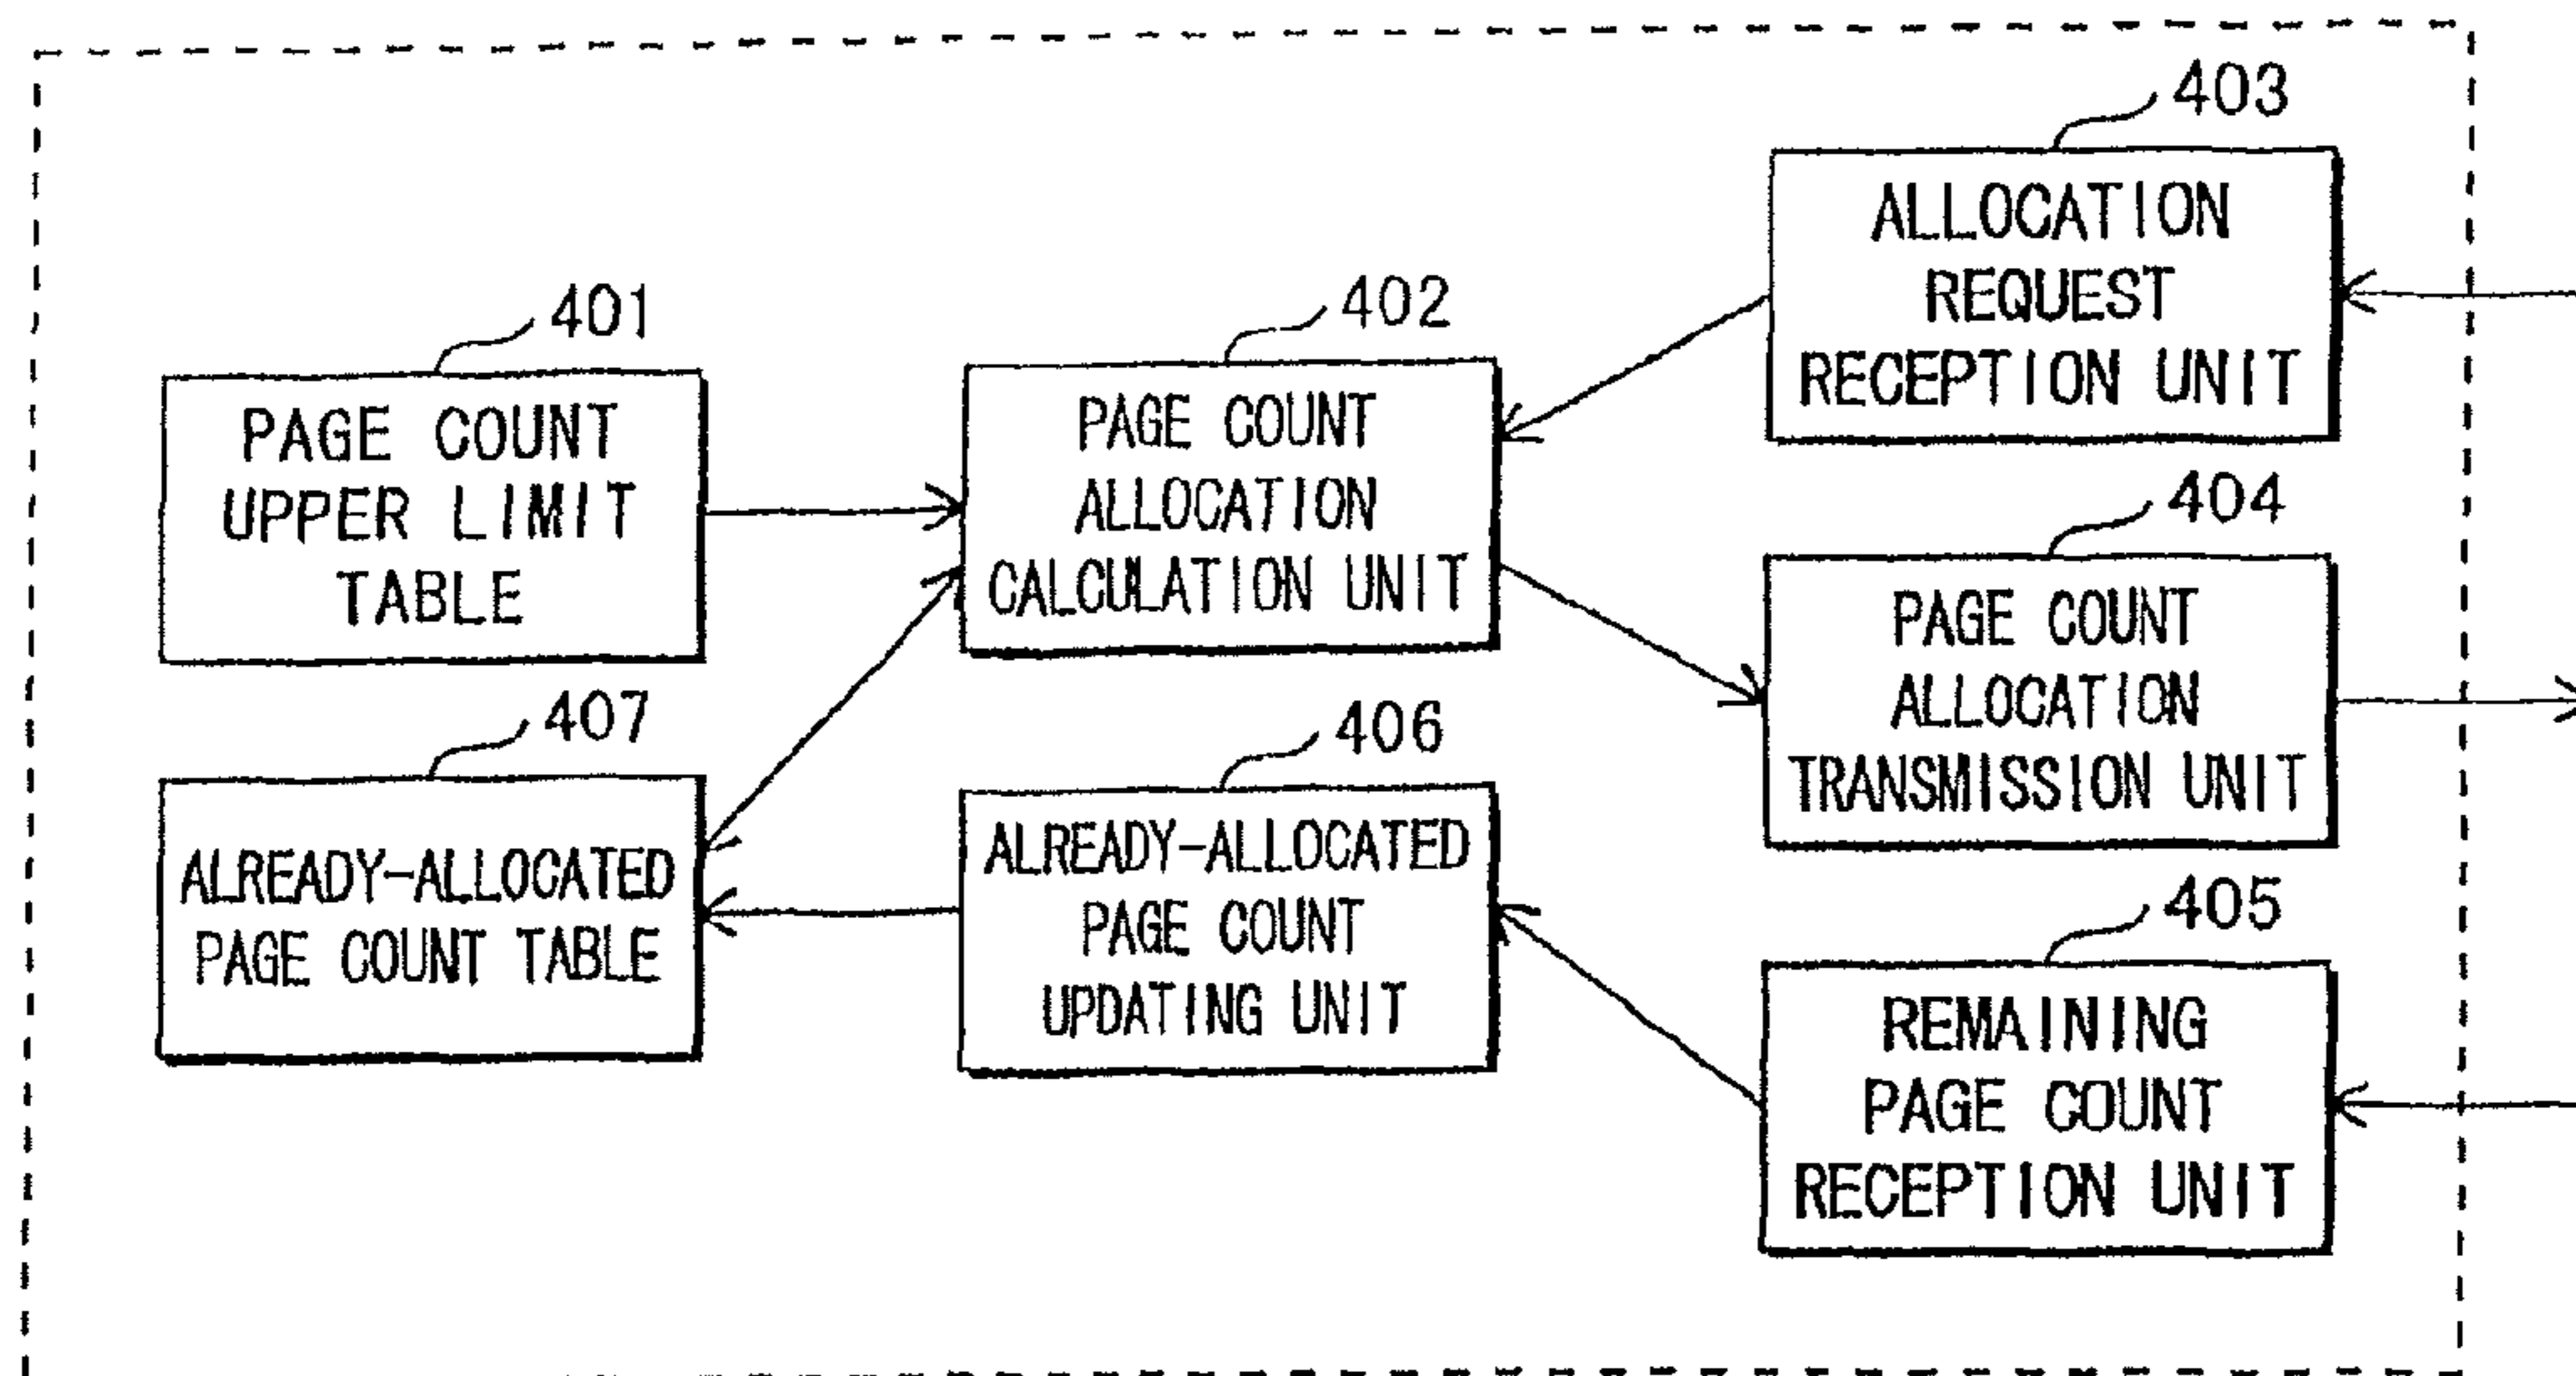 403
ALLOCATION
REQUEST
RECEPTION UNIT
401
PAGE COUNT
UPPER LIMIT
TABLE
402
PAGE COUNT
ALLOCATION
CALCULATION UNIT
404
PAGE COUNT
ALLOCATION
TRANSMISSION UNIT
407
ALREADY-ALLOCATED
PAGE COUNT TABLE
406
ALREADY-ALLOCATED
PAGE COUNT
UPDATING UNIT
405
REMAINING
PAGE COUNT
RECEPTION UNIT